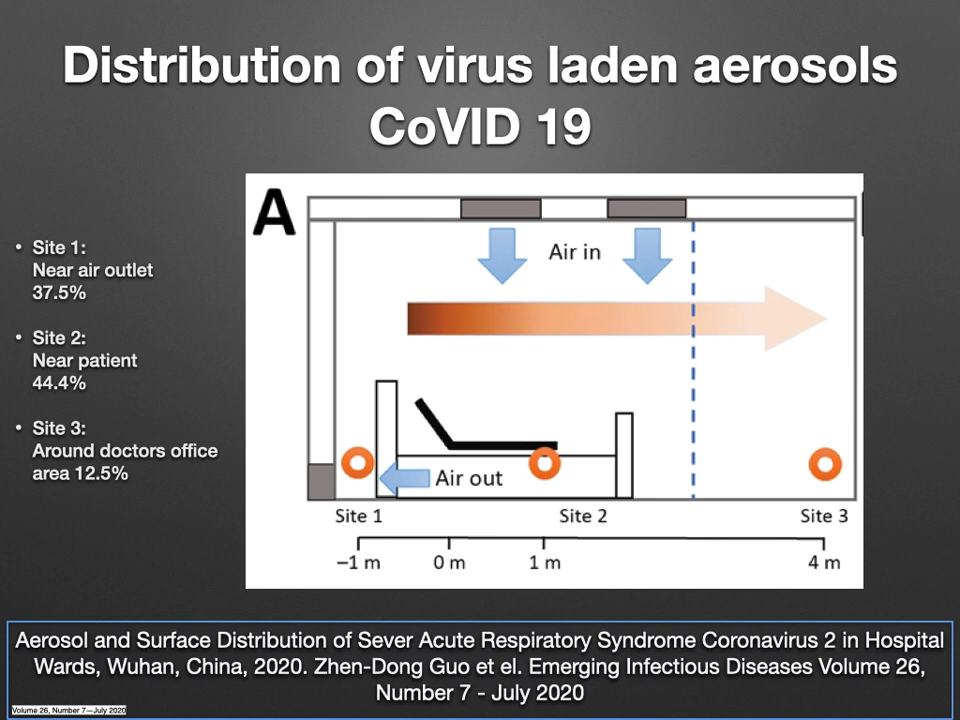 Distribution of virus laden aerosols
CoVID 19
• Site 1:
Near air outlet
37.5%
• Site 2:
Near patient
44.4%
• Site 3:
Around doctors office
area 12.5%
A
Air in
Air out
Site 1
Site 2
Site 3
–1 m
0 m
1 m
4 m
Aerosol and Surface Distribution of Sever Acute Respiratory Syndrome Coronavirus 2 in Hospital
Wards, Wuhan, China, 2020. Zhen-Dong Guo et el. Emerging Infectious Diseases Volume 26,
Number 7 - July 2020
Volume 26, Number 7—July 2020